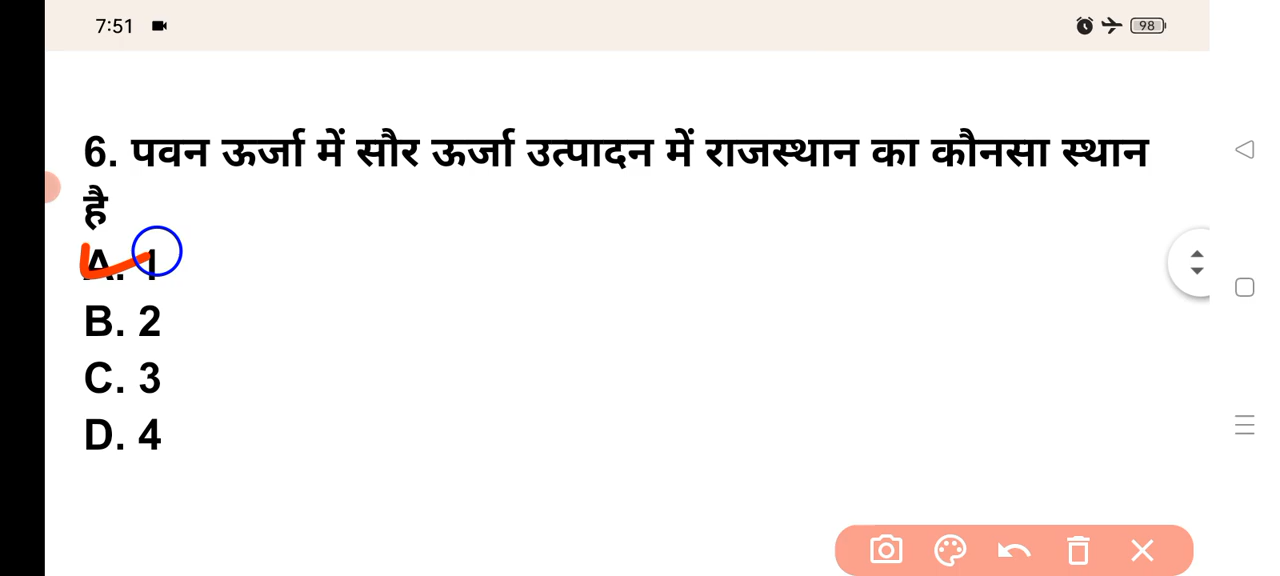 7:51 98
6. पवन ऊर्जा में सौर ऊर्जा उत्पादन में राजस्थान का कौनसा स्थान
है
A. 1
B. 2
C. 3
D. 4